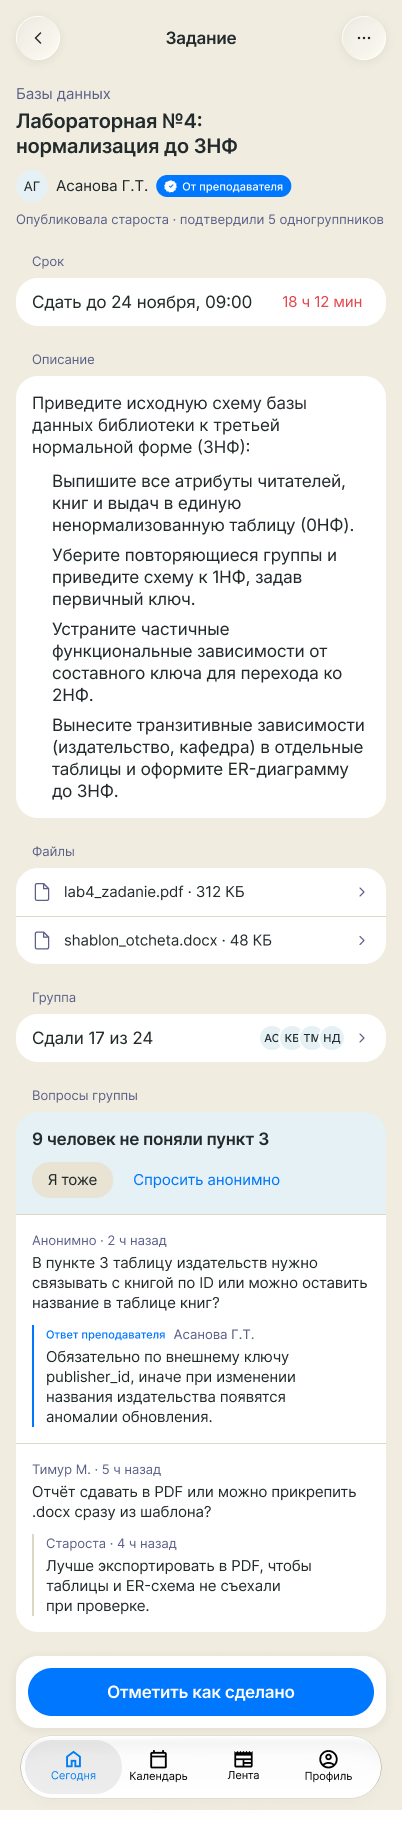 Задание
Базы данных
Лабораторная №4:
нормализация до 3НФ
АГ Асанова Г.Т. От преподавателя
Опубликовала староста · подтвердили 5 одногруппников
Срок
Сдать до 24 ноября, 09:00 18 ч 12 мин
Описание
Приведите исходную схему базы
данных библиотеки к третьей
нормальной форме (3НФ):
Выпишите все атрибуты читателей,
книг и выдач в единую
ненормализованную таблицу (0НФ).
Уберите повторяющиеся группы и
приведите схему к 1НФ, задав
первичный ключ.
Устраните частичные
функциональные зависимости от
составного ключа для перехода ко
2НФ.
Вынесите транзитивные зависимости
(издательство, кафедра) в отдельные
таблицы и оформите ER-диаграмму
до 3НФ.
Файлы
lab4_zadanie.pdf · 312 КБ
shablon_otcheta.docx · 48 КБ
Группа
Сдали 17 из 24 АС КБ ТМ НД
Вопросы группы
9 человек не поняли пункт 3
Я тоже Спросить анонимно
Анонимно · 2 ч назад
В пункте 3 таблицу издательств нужно
связывать с книгой по ID или можно оставить
название в таблице книг?
Ответ преподавателя Асанова Г.Т.
Обязательно по внешнему ключу
publisher_id, иначе при изменении
названия издательства появятся
аномалии обновления.
Тимур М. · 5 ч назад
Отчёт сдавать в PDF или можно прикрепить
.docx сразу из шаблона?
Староста · 4 ч назад
Лучше экспортировать в PDF, чтобы
таблицы и ER-схема не съехали
при проверке.
Отметить как сделано
Сегодня Календарь Лента Профиль